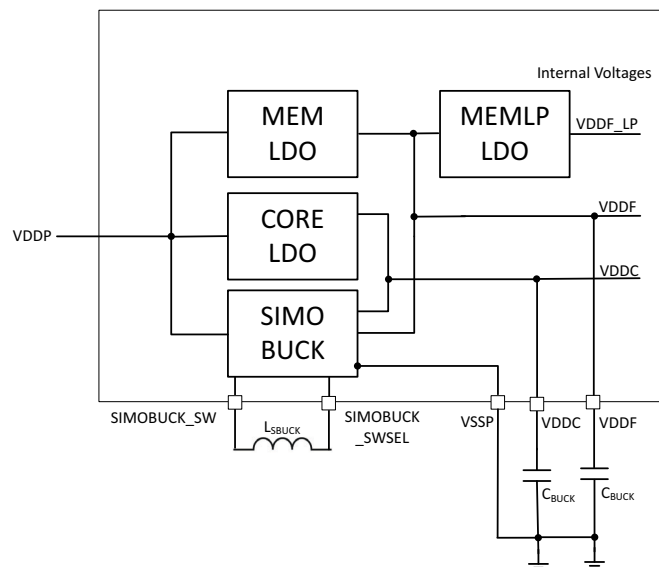 Internal Voltages
MEM
LDO
MEMLP
LDO
VDDF_LP
CORE
LDO
VDDF
VDDP
VDDC
SIMO
BUCK
SIMOBUCK_SW
SIMOBUCK
_SWSEL
VSSP
VDDC
VDDF
LSBUCK
CBUCK
CBUCK